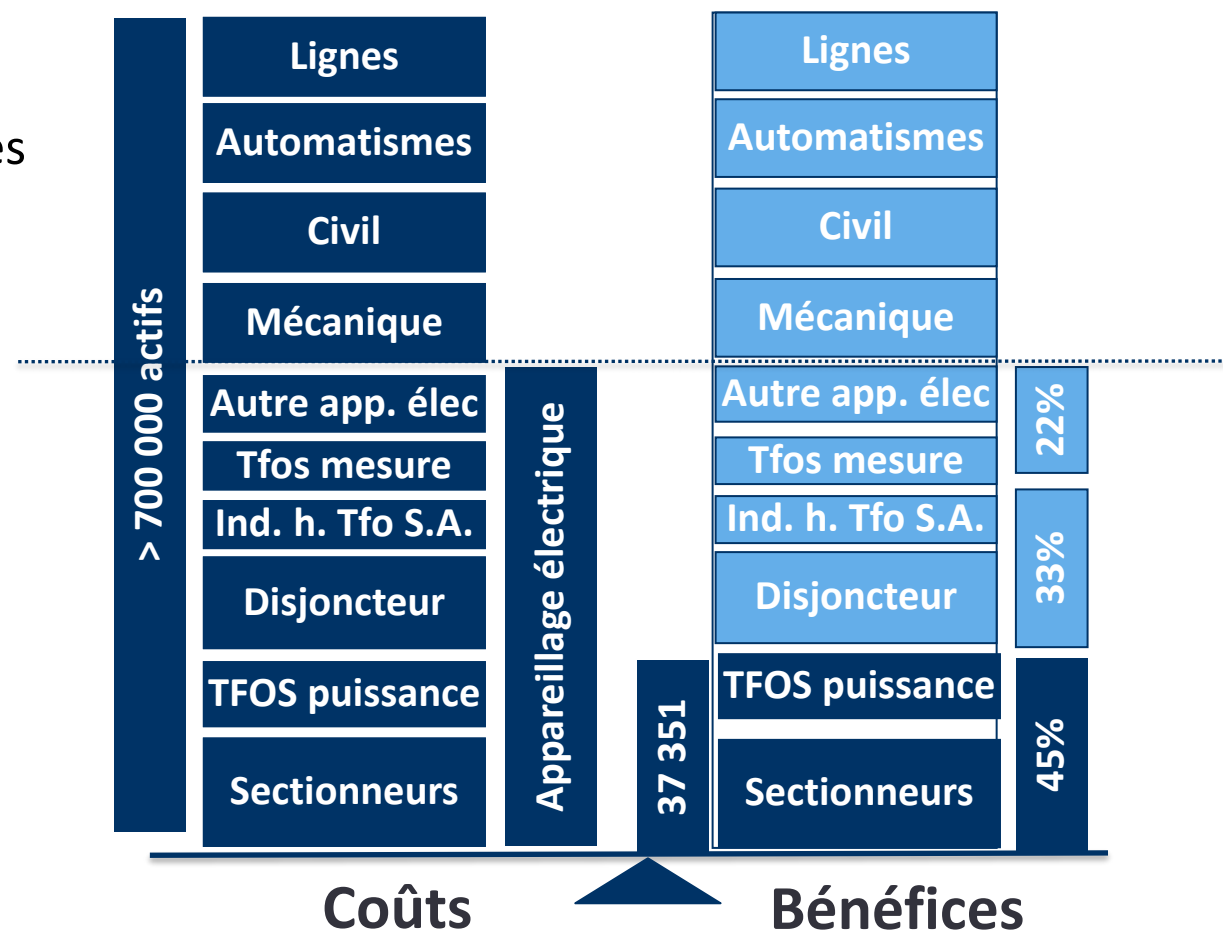 es
> 700 000 actifs
Lignes
Automatismes
Civil
Mécanique
Autre app. élec
Tfos mesure
Ind. h. Tfo S.A.
Disjoncteur
TFOS puissance
Sectionneurs
Appareillage électrique
37 351
Lignes
Automatismes
Civil
Mécanique
Autre app. élec
Tfos mesure
Ind. h. Tfo S.A.
Disjoncteur
TFOS puissance
Sectionneurs
22%
33%
45%
Coûts
Bénéfices